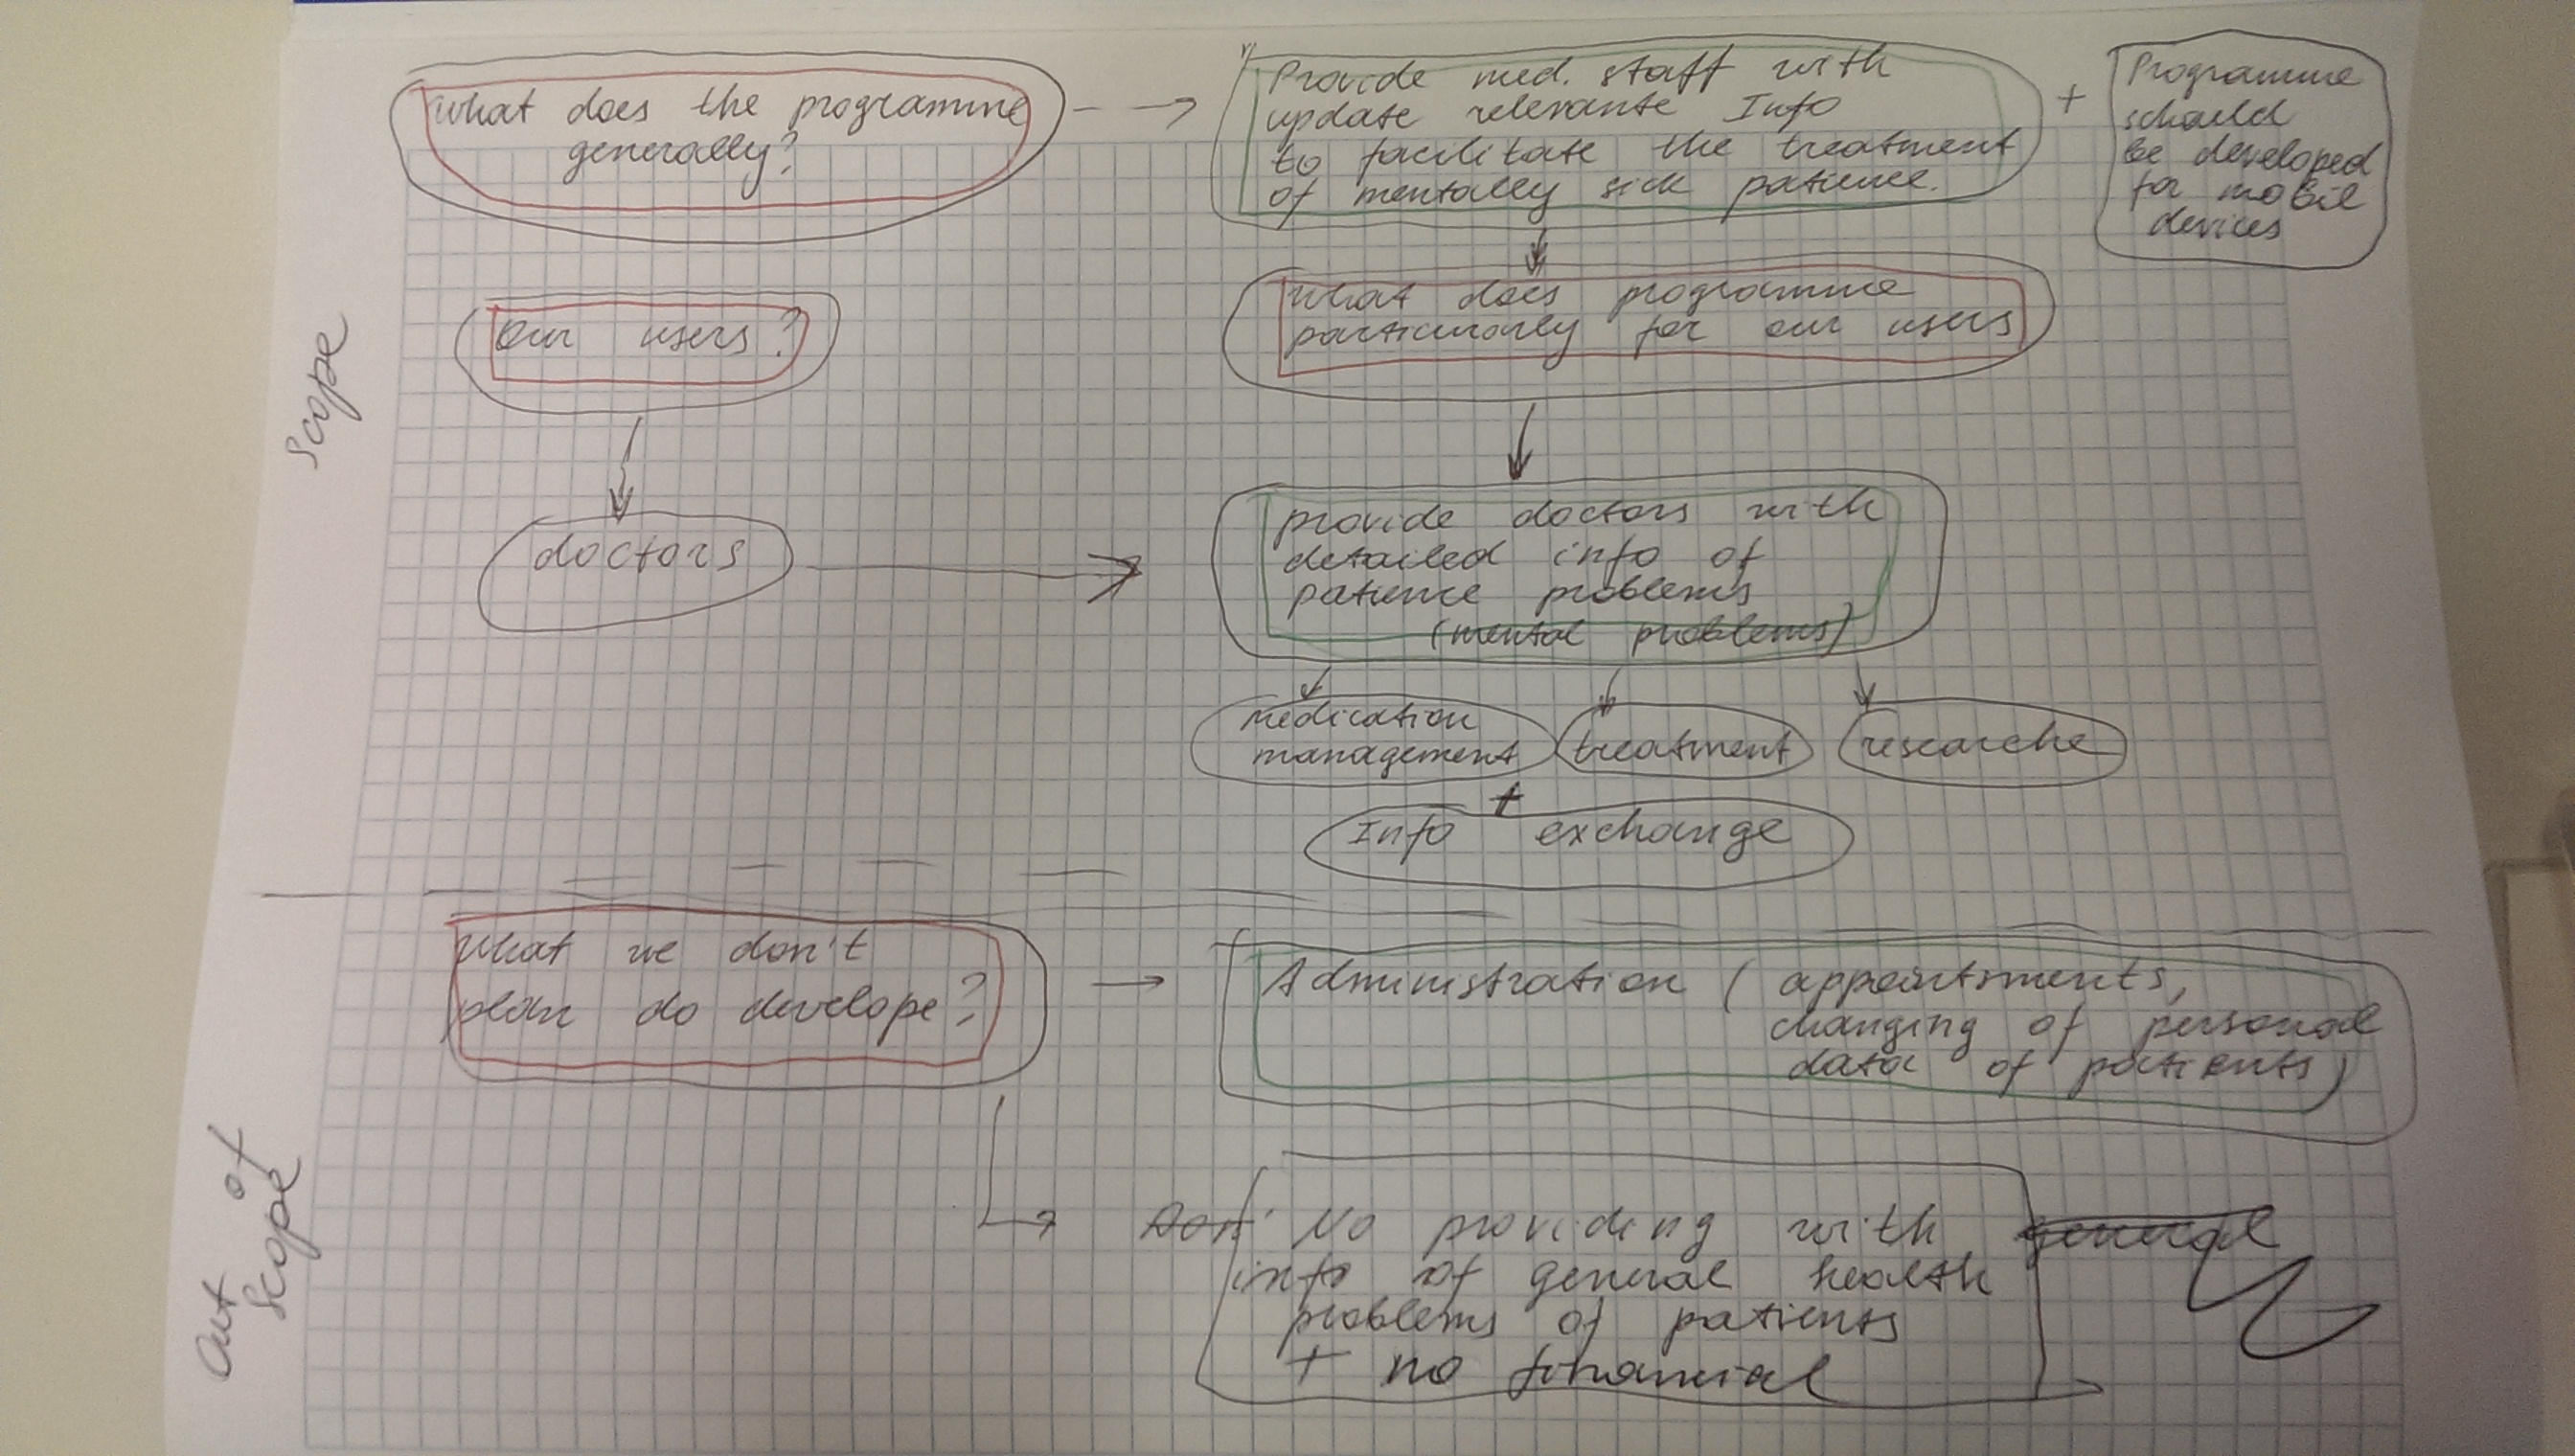 What does the programme
generally?
Provide med. staff with
update relevante Info
to facilitate the treatment
of mentally sick patience.
+
Programme
schould
be developed
for mobil
devices
Scope
Our users?
What does programme
particurarly for our users
doctors
provide doctors with
detailed info of
patience problems
(mental problems)
medication
management
treatment
researche
+
Info exchange
What we don't
plan do develope?
Administration (appointsments,
changing of personal
data of patients)
Out of
Scope
Don' No providing with general
info of general health
problems of patients
+ no financial